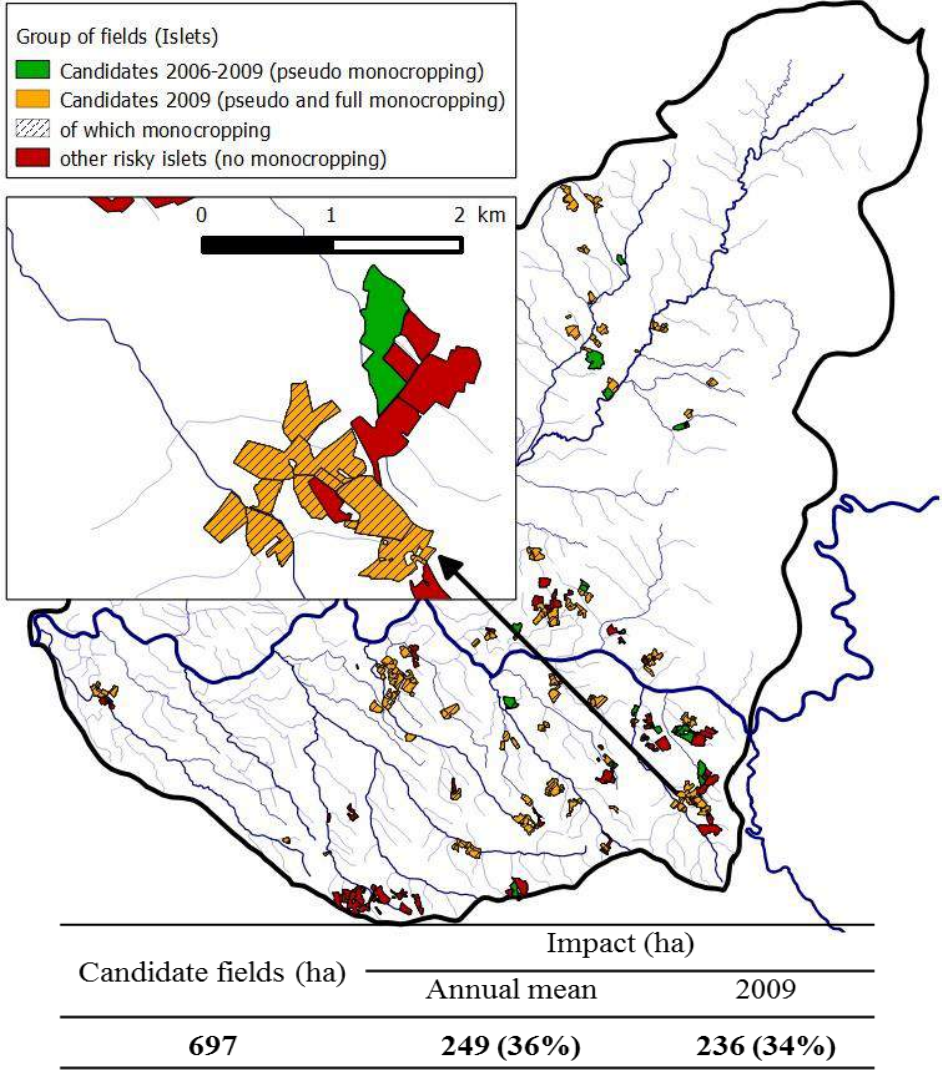 Group of fields (Islets)
Candidates 2006-2009 (pseudo monocropping)
Candidates 2009 (pseudo and full monocropping)
of which monocropping
other risky islets (no monocropping)
0 1 2 km
Impact (ha)
Candidate fields (ha)
Annual mean 2009
697 249 (36%) 236 (34%)